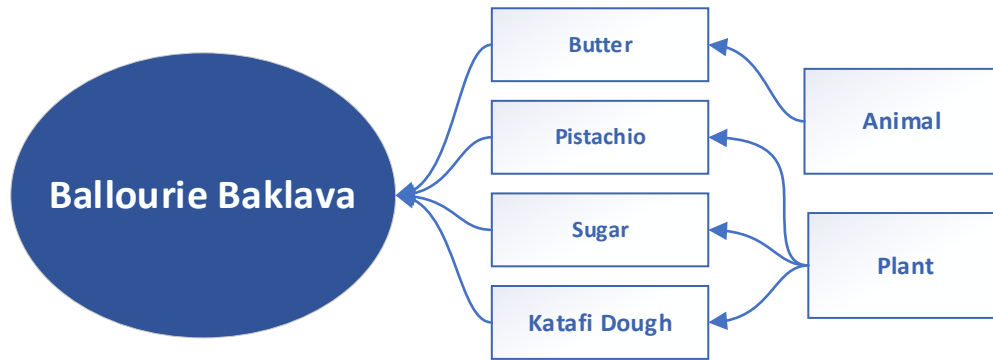 Ballourie Baklava
Butter
Pistachio
Sugar
Katafi Dough
Animal
Plant